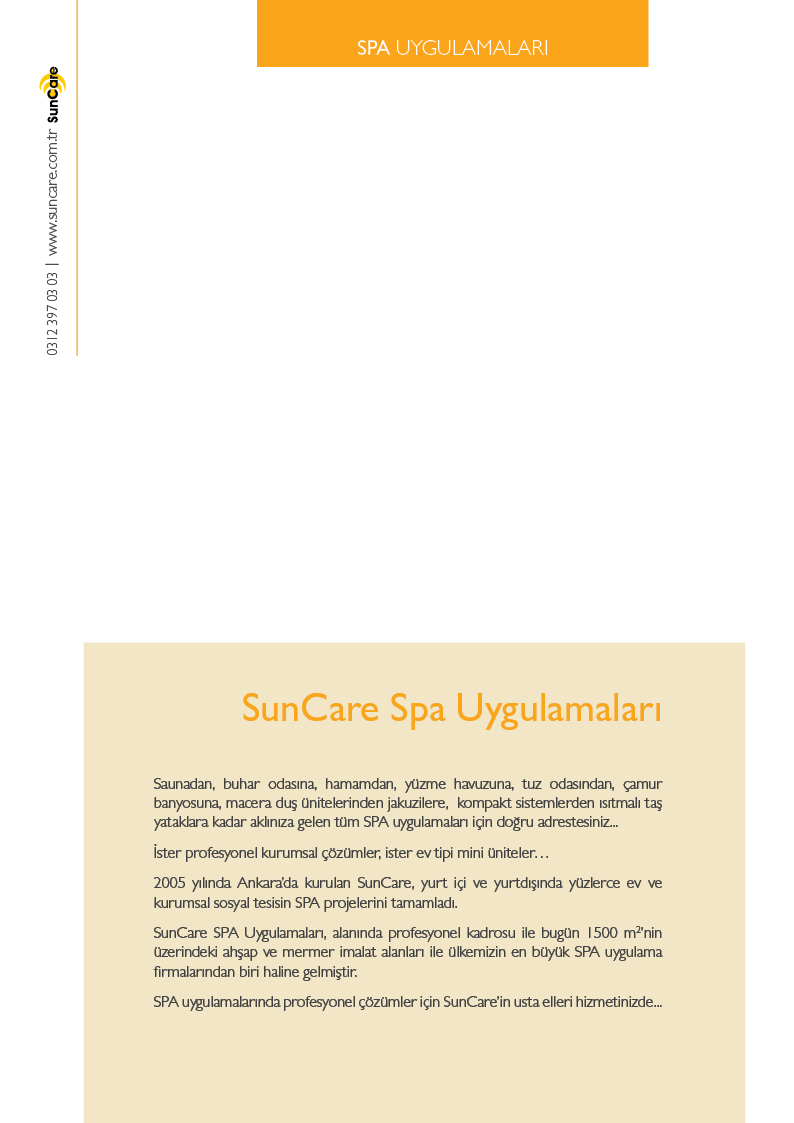 SPA UYGULAMALARI
0312 397 03 03 | www.suncare.com.tr SunCare
SunCare Spa Uygulamaları
Saunadan, buhar odasına, hamamdan, yüzme havuzuna, tuz odasından, çamur
banyosuna, macera duş ünitelerinden jakuzilere, kompakt sistemlerden ısıtmalı taş
yataklara kadar aklınıza gelen tüm SPA uygulamaları için doğru adrestesiniz...
İster profesyonel kurumsal çözümler, ister ev tipi mini üniteler…
2005 yılında Ankara’da kurulan SunCare, yurt içi ve yurtdışında yüzlerce ev ve
kurumsal sosyal tesisin SPA projelerini tamamladı.
SunCare SPA Uygulamaları, alanında profesyonel kadrosu ile bugün 1500 m²'nin
üzerindeki ahşap ve mermer imalat alanları ile ülkemizin en büyük SPA uygulama
firmalarından biri haline gelmiştir.
SPA uygulamalarında profesyonel çözümler için SunCare’in usta elleri hizmetinizde...